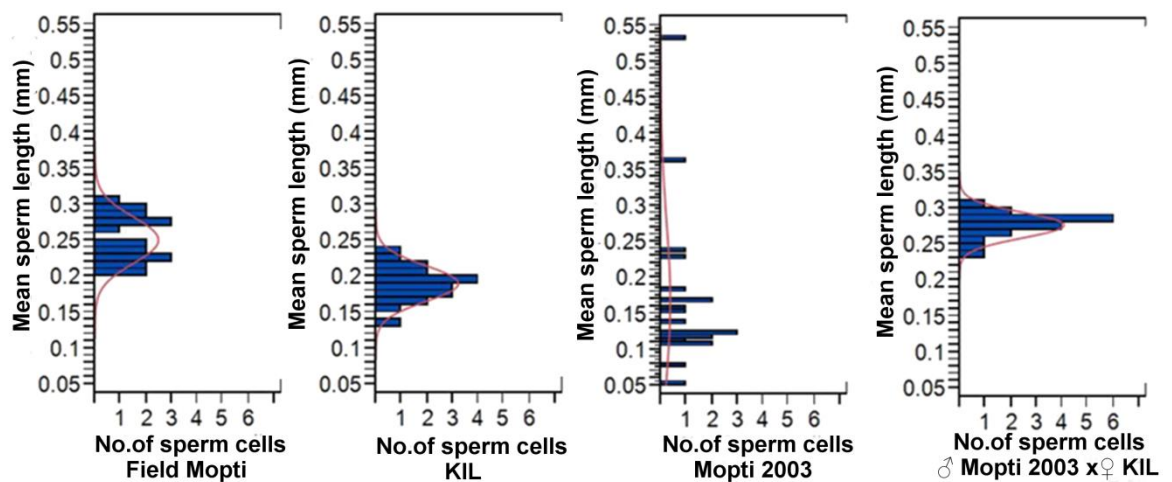 Mean sperm length (mm)
0.55
0.5
0.45
0.4
0.35
0.3
0.25
0.2
0.15
0.1
0.05
1 2 3 4 5 6
No.of sperm cells
Field Mopti
Mean sperm length (mm)
0.55
0.5
0.45
0.4
0.35
0.3
0.25
0.2
0.15
0.1
0.05
1 2 3 4 5 6 7
No.of sperm cells
KIL
Mean sperm length (mm)
0.55
0.5
0.45
0.4
0.35
0.3
0.25
0.2
0.15
0.1
0.05
1 2 3 4 5 6
No.of sperm cells
Mopti 2003
Mean sperm length (mm)
0.55
0.5
0.45
0.4
0.35
0.3
0.25
0.2
0.15
0.1
0.05
1 2 3 4 5 6
No.of sperm cells
♂ Mopti 2003 x♀ KIL